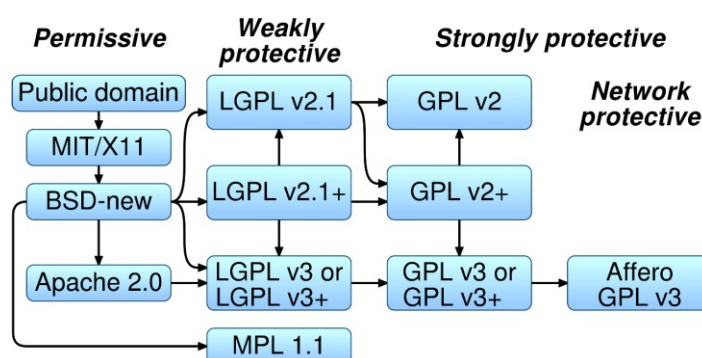 Permissive
Weakly
protective
Strongly protective
Network
protective
Public domain
MIT/X11
BSD-new
Apache 2.0
LGPL v2.1
LGPL v2.1+
LGPL v3 or
LGPL v3+
MPL 1.1
GPL v2
GPL v2+
GPL v3 or
GPL v3+
Affero
GPL v3